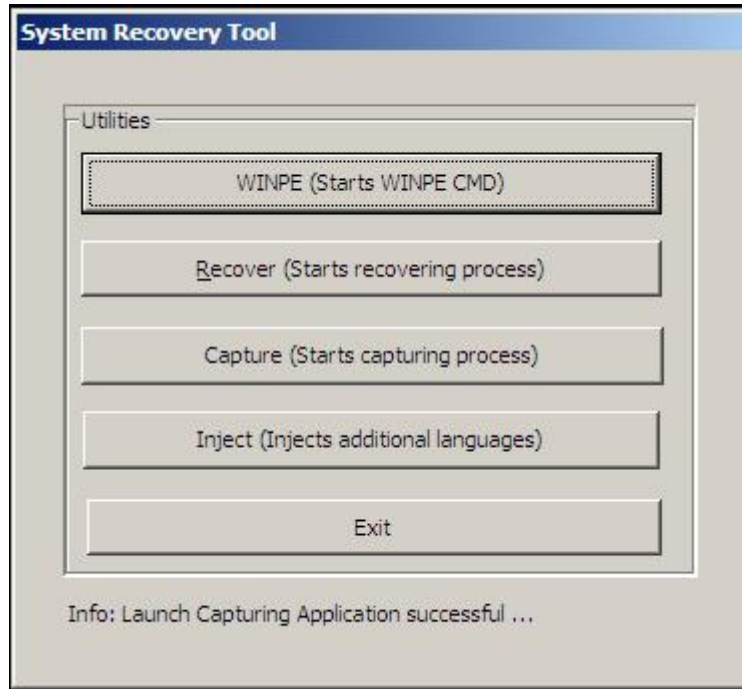 System Recovery Tool
Utilities
WINPE (Starts WINPE CMD)
Recover (Starts recovering process)
Capture (Starts capturing process)
Inject (Injects additional languages)
Exit
Info: Launch Capturing Application successful ...